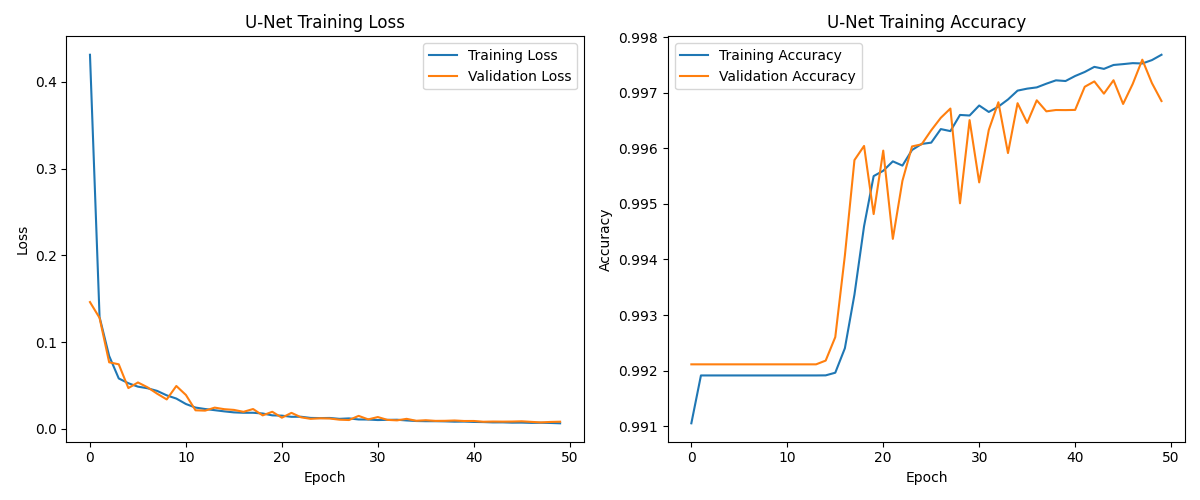 U-Net Training Loss
Training Loss
Validation Loss
0.4
0.3
0.2
0.1
0.0
Loss
0 10 20 30 40 50
Epoch
U-Net Training Accuracy
Training Accuracy
Validation Accuracy
0.998
0.997
0.996
0.995
0.994
0.993
0.992
0.991
Accuracy
0 10 20 30 40 50
Epoch